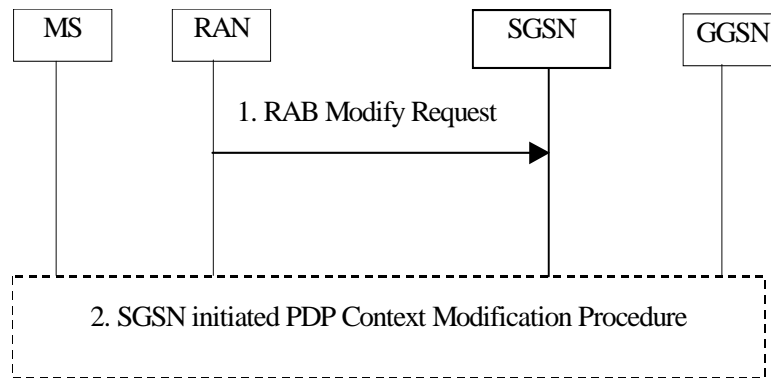 MS RAN SGSN GGSN
1. RAB Modify Request
2. SGSN initiated PDP Context Modification Procedure